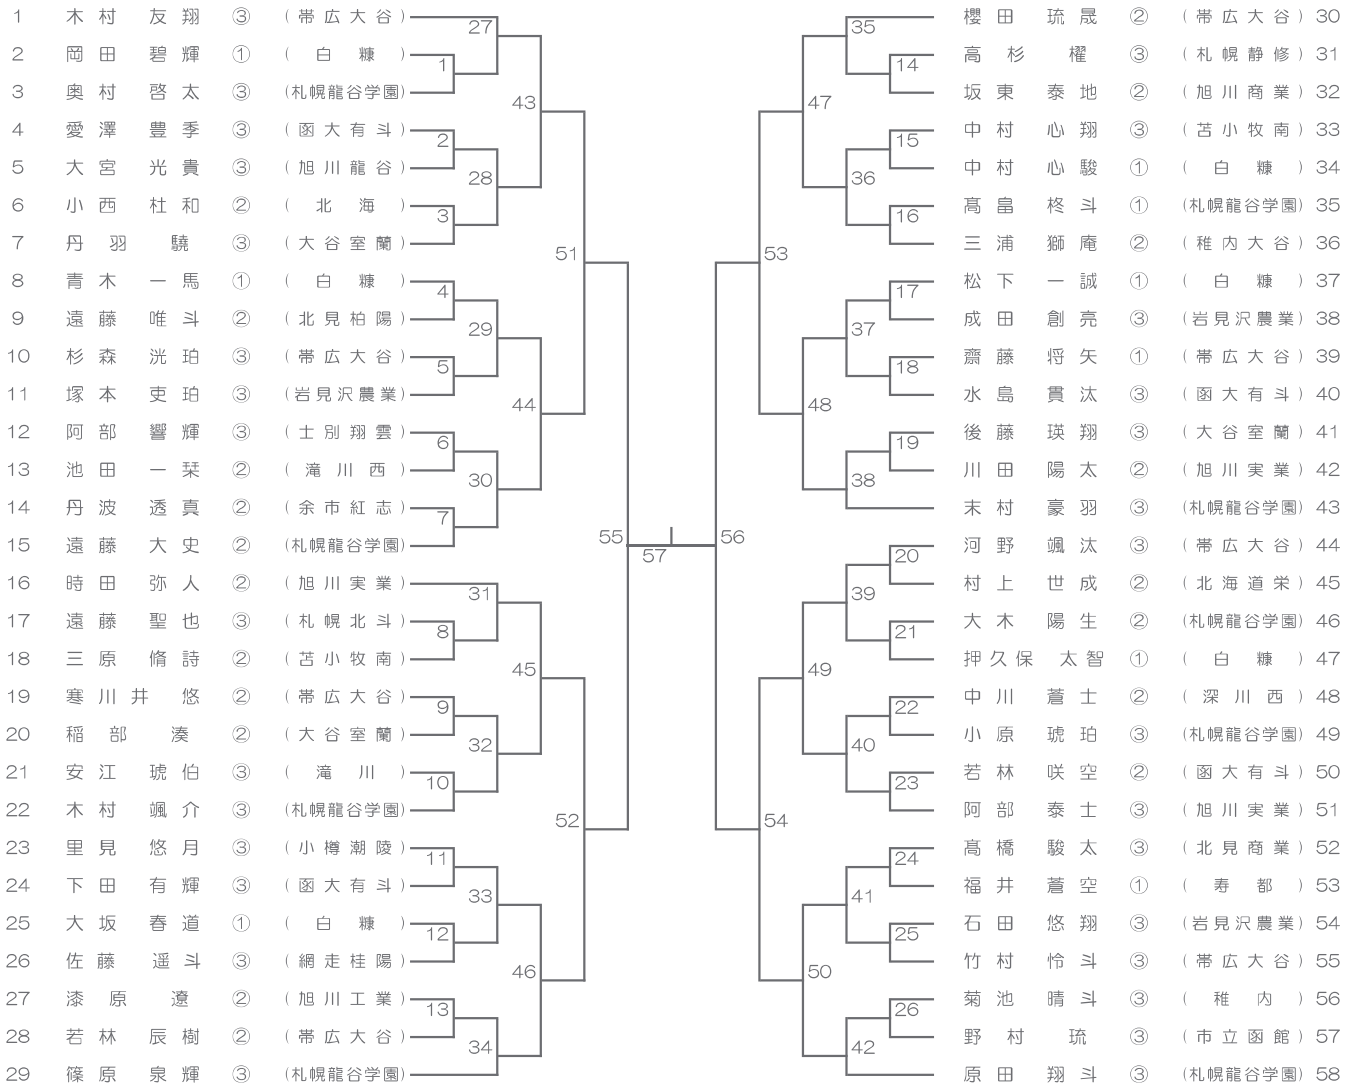 1 木村 友翔 ③ (帯広大谷) 27 35 櫻田 琉晟 ② (帯広大谷) 30
2 岡田 碧輝 ① (白糠) 1 14 高杉 櫂 ③ (札幌静修) 31
3 奥村 啓太 ③ (札幌龍谷学園) 43 47 坂東 泰地 ② (旭川商業) 32
4 愛澤 豊季 ③ (函大有斗) 2 15 中村 心翔 ③ (苫小牧南) 33
5 大宮 光貴 ③ (旭川龍谷) 28 36 中村 心駿 ① (白糠) 34
6 小西 杜和 ② (北海) 3 16 髙畠 柊斗 ① (札幌龍谷学園) 35
7 丹羽 驍 ③ (大谷室蘭) 51 53 三浦 獅庵 ② (稚内大谷) 36
8 青木 一馬 ① (白糠) 4 17 松下 一誠 ① (白糠) 37
9 遠藤 唯斗 ② (北見柏陽) 29 37 成田 創亮 ③ (岩見沢農業) 38
10 杉森 洸珀 ③ (帯広大谷) 5 18 齋藤 将矢 ① (帯広大谷) 39
11 塚本 吏珀 ③ (岩見沢農業) 44 48 水島 貫汰 ③ (函大有斗) 40
12 阿部 響輝 ③ (士別翔雲) 6 19 後藤 瑛翔 ③ (大谷室蘭) 41
13 池田 一栞 ② (滝川西) 30 38 川田 陽太 ② (旭川実業) 42
14 丹波 透真 ② (余市紅志) 7 末村 豪羽 ③ (札幌龍谷学園) 43
15 遠藤 大史 ② (札幌龍谷学園) 55 57 56 20 河野 颯汰 ③ (帯広大谷) 44
16 時田 弥人 ② (旭川実業) 31 39 村上 世成 ② (北海道栄) 45
17 遠藤 聖也 ③ (札幌北斗) 8 21 大木 陽生 ② (札幌龍谷学園) 46
18 三原 脩詩 ② (苫小牧南) 45 49 押久保 太智 ① (白糠) 47
19 寒川井 悠 ② (帯広大谷) 9 22 中川 蒼士 ② (深川西) 48
20 稲部 湊 ② (大谷室蘭) 32 40 小原 琥珀 ③ (札幌龍谷学園) 49
21 安江 琥伯 ③ (滝川) 10 23 若林 咲空 ② (函大有斗) 50
22 木村 颯介 ③ (札幌龍谷学園) 52 54 阿部 泰士 ③ (旭川実業) 51
23 里見 悠月 ③ (小樽潮陵) 11 24 髙橋 駿太 ③ (北見商業) 52
24 下田 有輝 ③ (函大有斗) 33 41 福井 蒼空 ① (寿都) 53
25 大坂 春道 ① (白糠) 12 25 石田 悠翔 ③ (岩見沢農業) 54
26 佐藤 遥斗 ③ (網走桂陽) 46 50 竹村 怜斗 ③ (帯広大谷) 55
27 漆原 遼 ② (旭川工業) 13 26 菊池 晴斗 ③ (稚内) 56
28 若林 辰樹 ② (帯広大谷) 34 42 野村 琉 ③ (市立函館) 57
29 篠原 泉輝 ③ (札幌龍谷学園) 原田 翔斗 ③ (札幌龍谷学園) 58